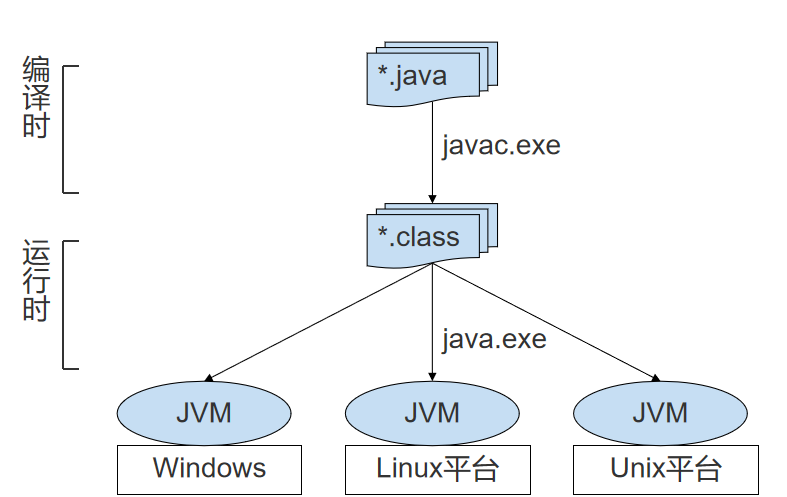 编译时
*.java
javac.exe
*.class
运行时
java.exe
JVM
JVM
JVM
Windows
Linux平台
Unix平台